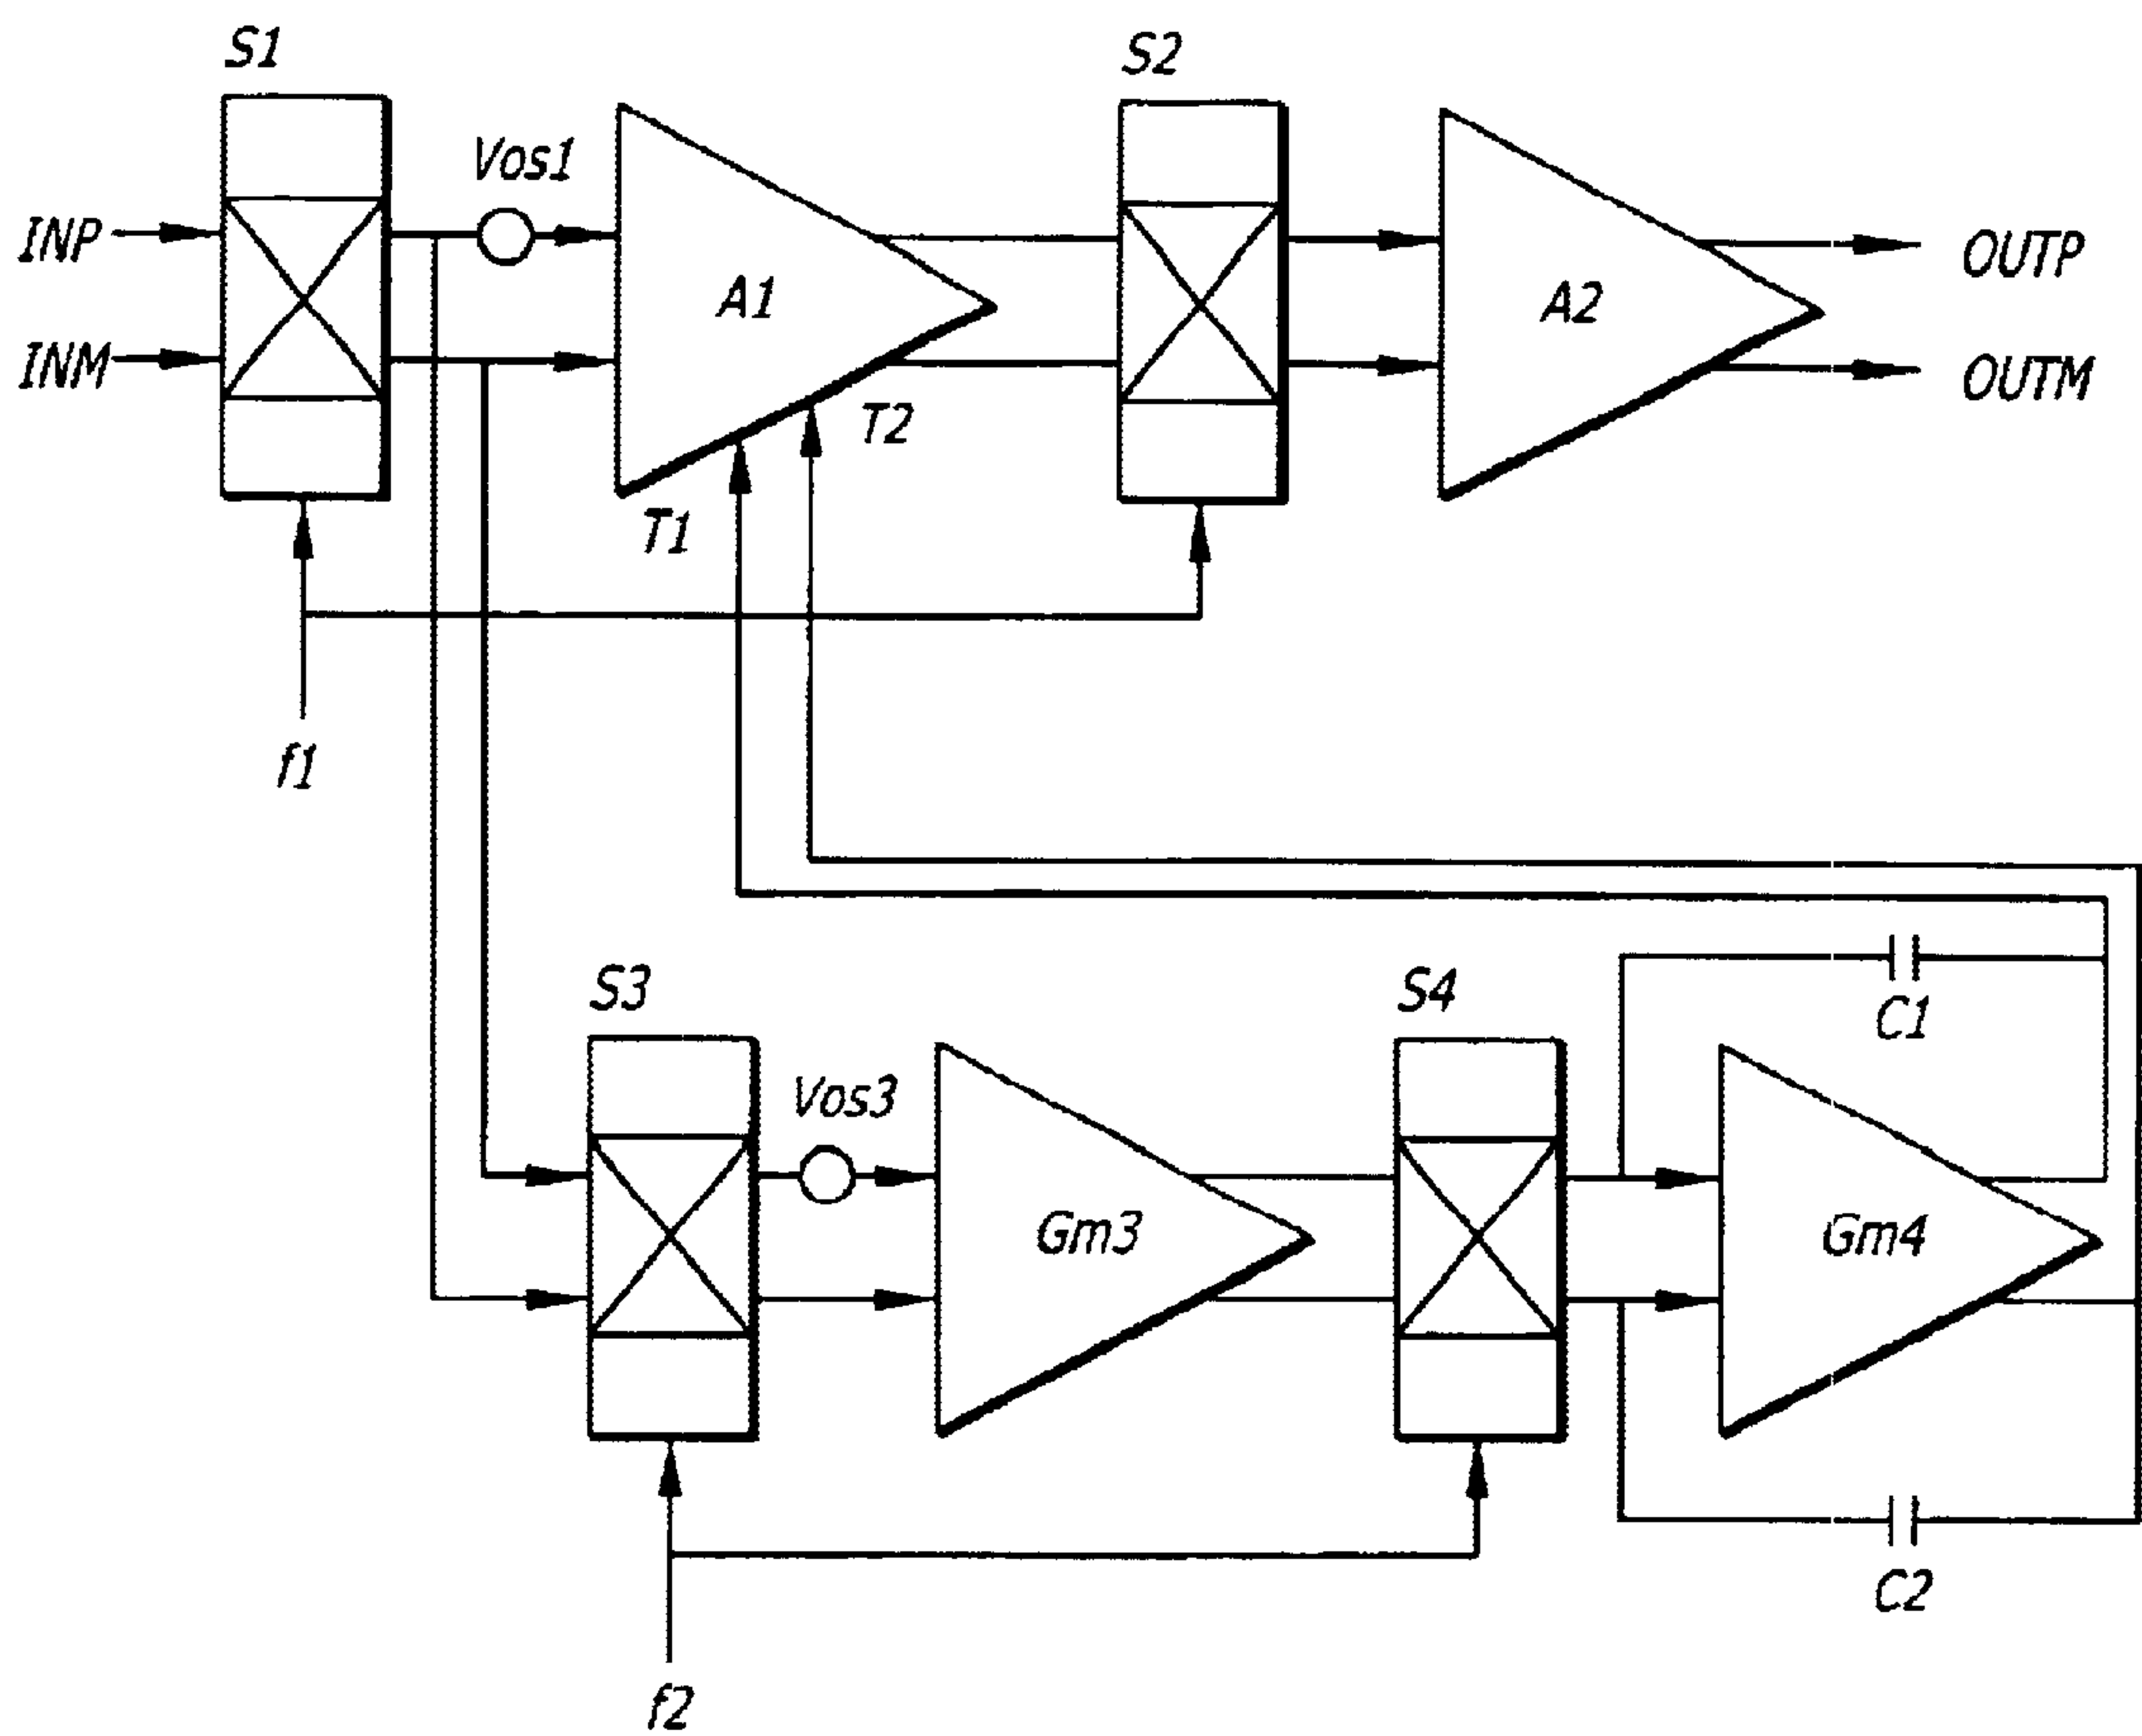 S1
S2
Vos1
INP
A1
A2
OUTP
INM
OUTM
T2
T1
f1
S3
S4
C1
Vos3
Gm3
Gm4
C2
f2